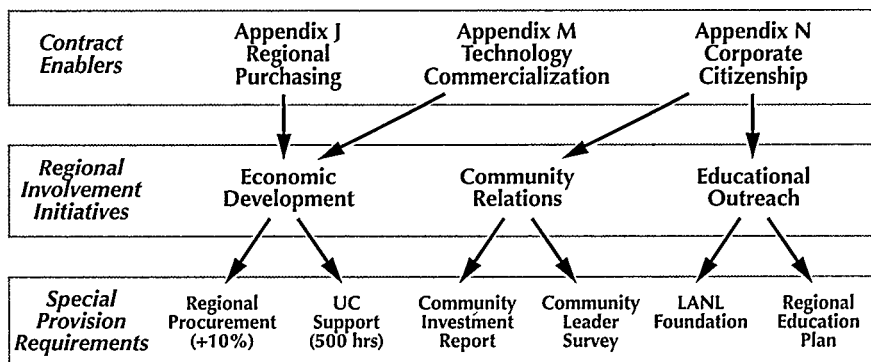 Contract
Enablers
Appendix J
Regional
Purchasing
Appendix M
Technology
Commercialization
Appendix N
Corporate
Citizenship
Regional
Involvement
Initiatives
Economic
Development
Community
Relations
Educational
Outreach
Special
Provision
Requirements
Regional
Procurement
(+10%)
UC
Support
(500 hrs)
Community
Investment
Report
Community
Leader
Survey
LANL
Foundation
Regional
Education
Plan